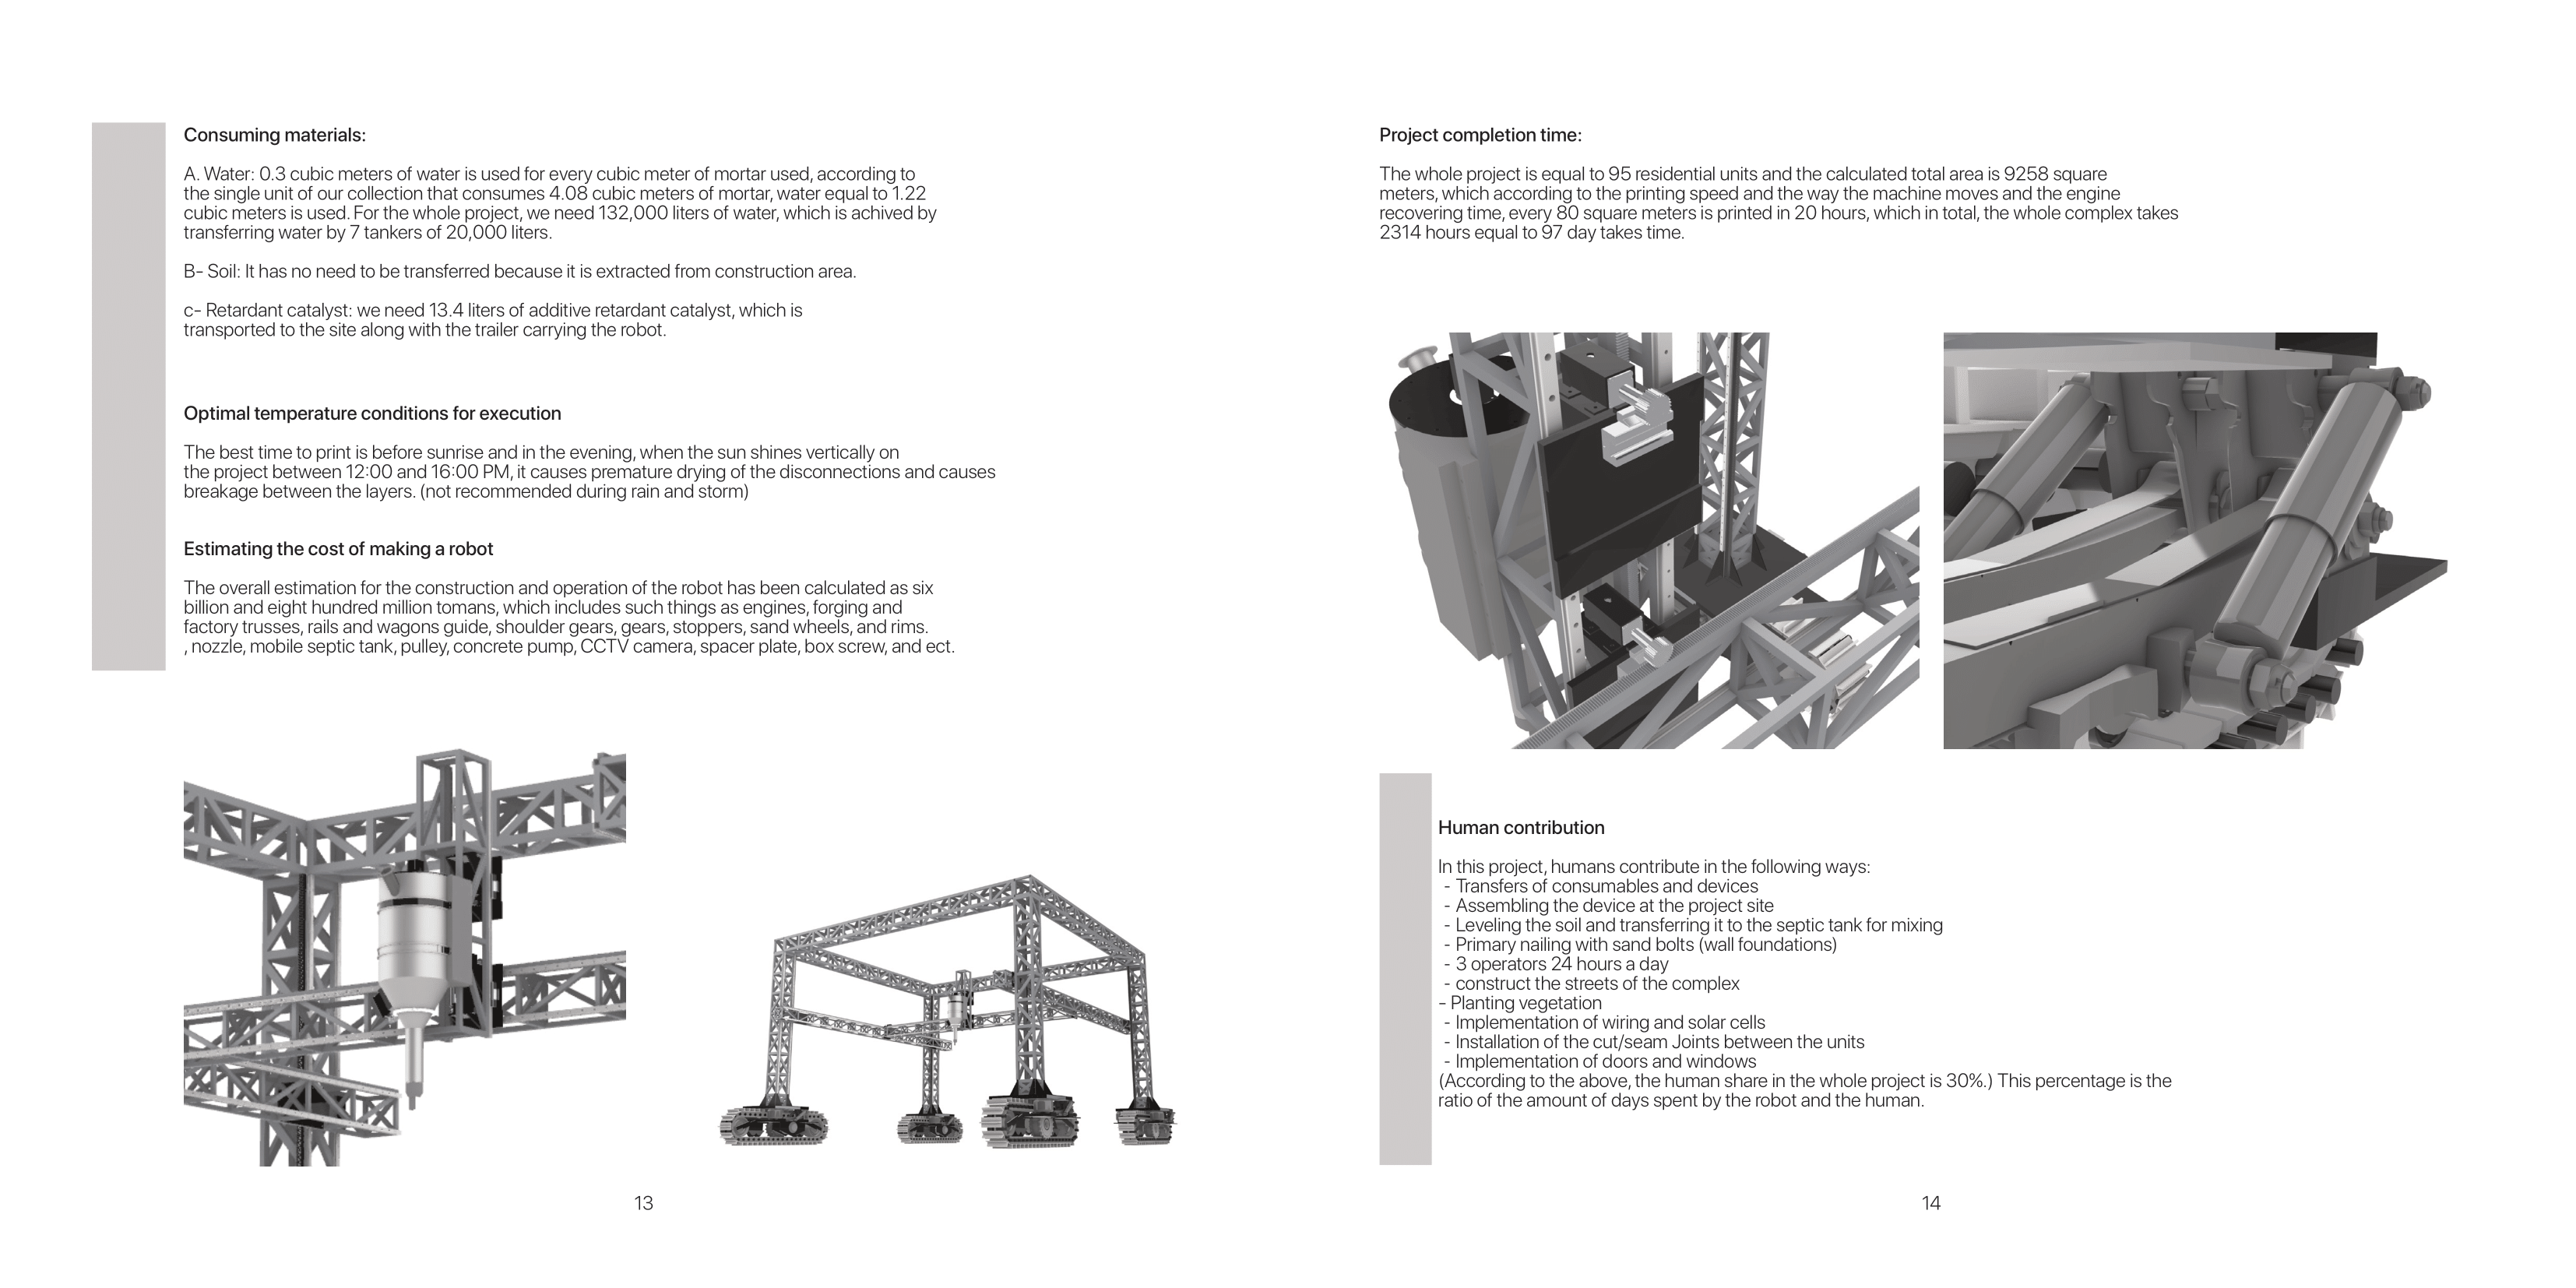 Consuming materials:
A. Water: 0.3 cubic meters of water is used for every cubic meter of mortar used, according to
the single unit of our collection that consumes 4.08 cubic meters of mortar, water equal to 1.22
cubic meters is used. For the whole project, we need 132,000 liters of water, which is achived by
transferring water by 7 tankers of 20,000 liters.
B- Soil: It has no need to be transferred because it is extracted from construction area.
c- Retardant catalyst: we need 13.4 liters of additive retardant catalyst, which is
transported to the site along with the trailer carrying the robot.
Optimal temperature conditions for execution
The best time to print is before sunrise and in the evening, when the sun shines vertically on
the project between 12:00 and 16:00 PM, it causes premature drying of the disconnections and causes
breakage between the layers. (not recommended during rain and storm)
Estimating the cost of making a robot
The overall estimation for the construction and operation of the robot has been calculated as six
billion and eight hundred million tomans, which includes such things as engines, forging and
factory trusses, rails and wagons guide, shoulder gears, gears, stoppers, sand wheels, and rims.
, nozzle, mobile septic tank, pulley, concrete pump, CCTV camera, spacer plate, box screw, and ect.
13
Project completion time:
The whole project is equal to 95 residential units and the calculated total area is 9258 square
meters, which according to the printing speed and the way the machine moves and the engine
recovering time, every 80 square meters is printed in 20 hours, which in total, the whole complex takes
2314 hours equal to 97 day takes time.
Human contribution
In this project, humans contribute in the following ways:
- Transfers of consumables and devices
- Assembling the device at the project site
- Leveling the soil and transferring it to the septic tank for mixing
- Primary nailing with sand bolts (wall foundations)
- 3 operators 24 hours a day
- construct the streets of the complex
- Planting vegetation
- Implementation of wiring and solar cells
- Installation of the cut/seam Joints between the units
- Implementation of doors and windows
(According to the above, the human share in the whole project is 30%.) This percentage is the
ratio of the amount of days spent by the robot and the human.
14